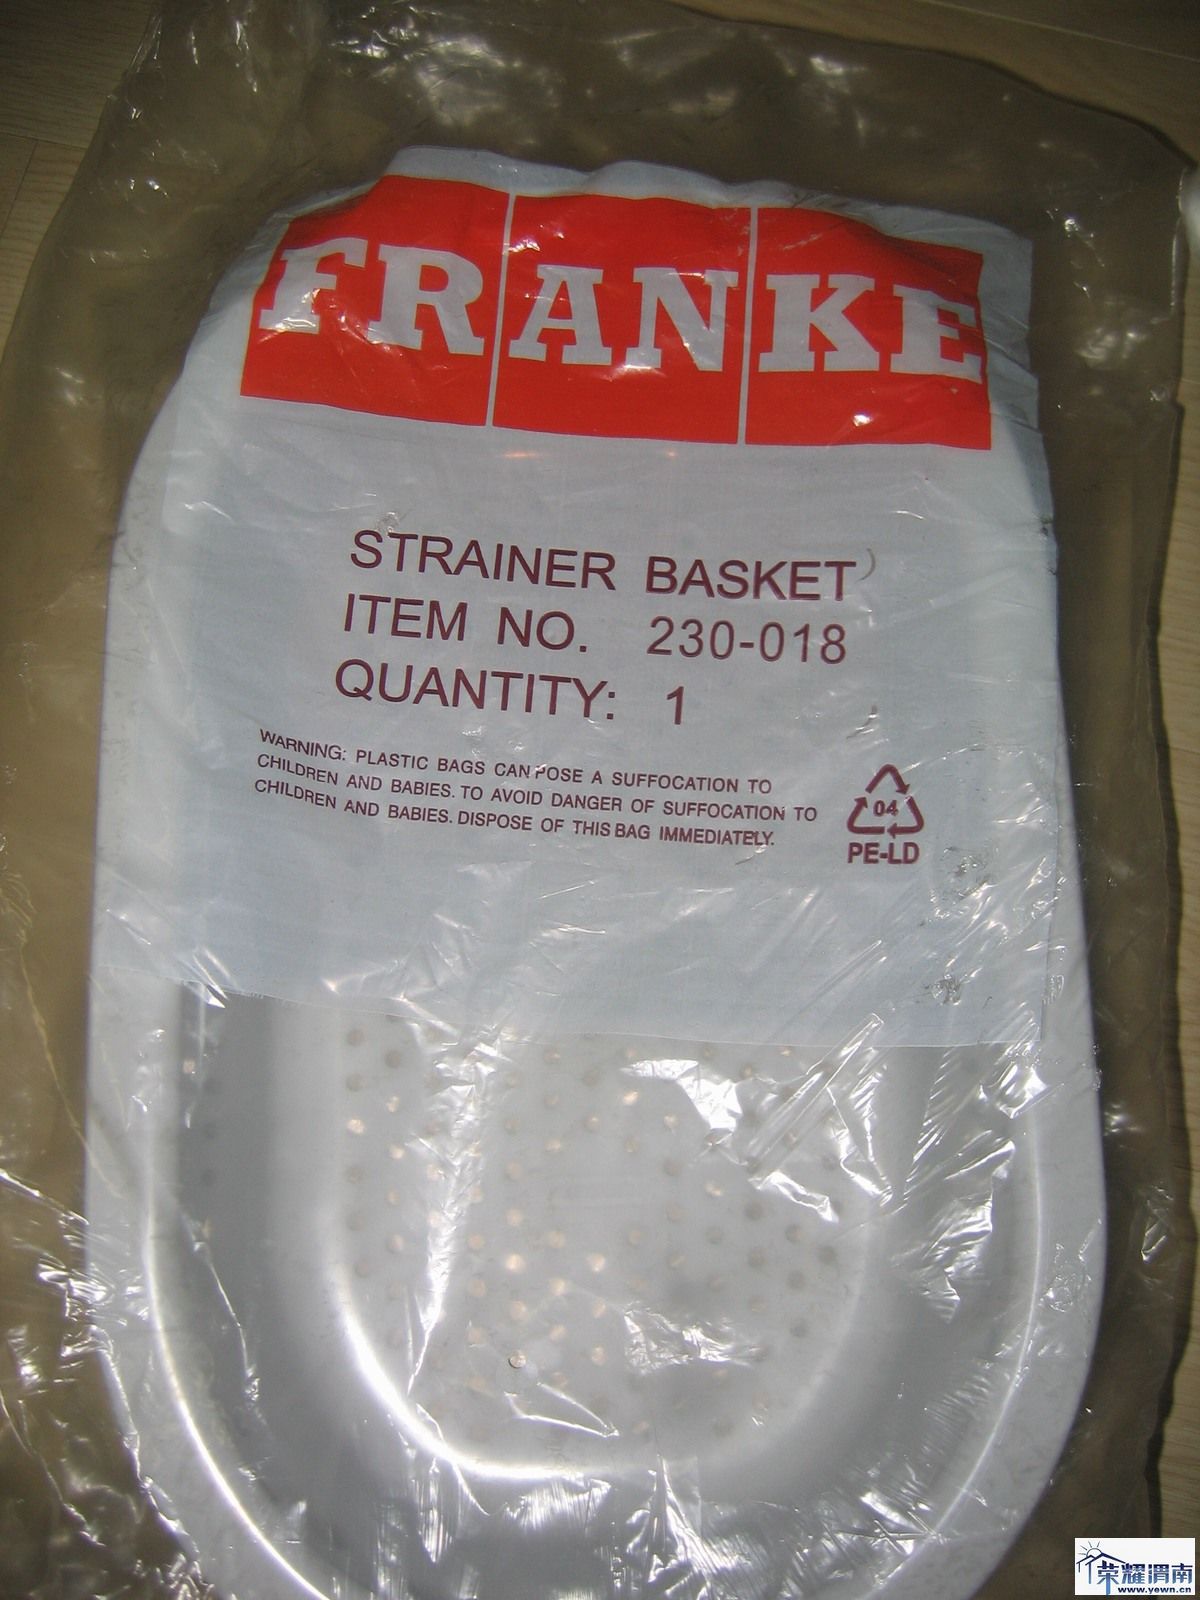 FRANKE
STRAINER BASKET
ITEM NO. 230-018
QUANTITY: 1
WARNING: PLASTIC BAGS CAN POSE A SUFFOCATION TO
CHILDREN AND BABIES. TO AVOID DANGER OF SUFFOCATION TO
CHILDREN AND BABIES. DISPOSE OF THIS BAG IMMEDIATELY.
04
PE-LD
荣耀渭南
www.yewn.cn